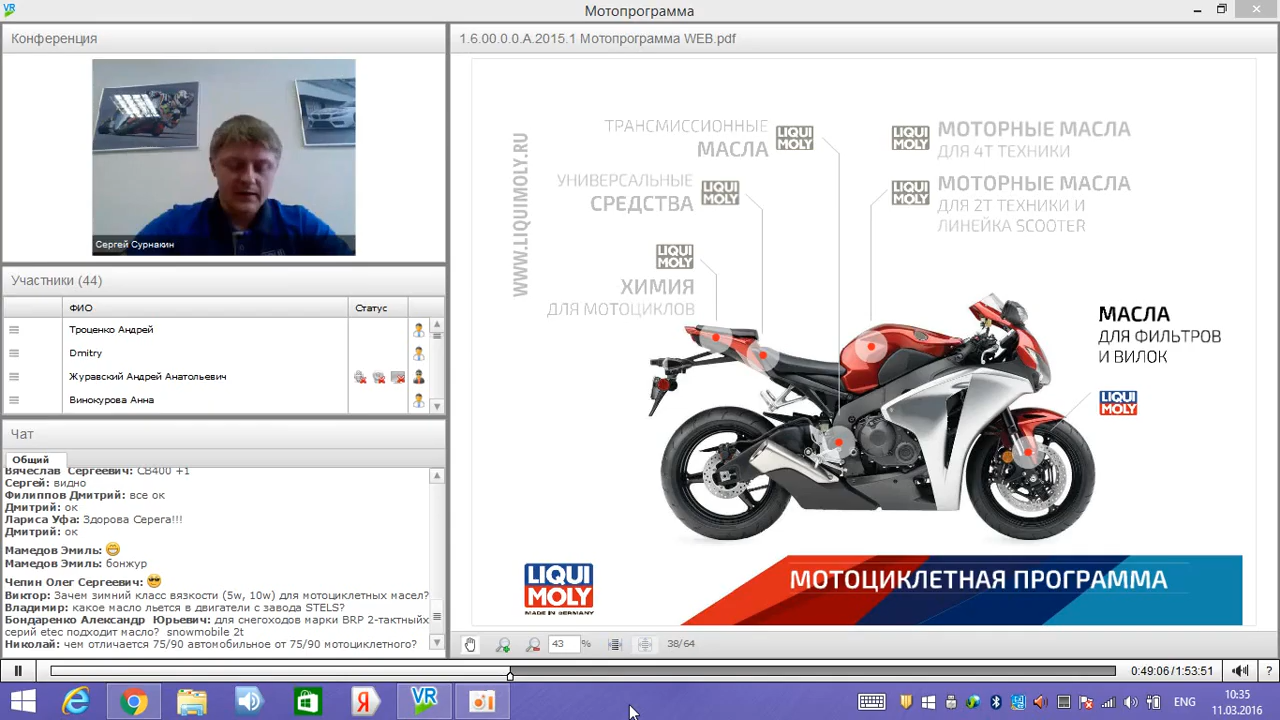 VR
Мотопрограмма
Конференция
Сергей Сурнакин
Участники (44)
ФИО
Статус
Троценко Андрей
Dmitry
Журавский Андрей Анатольевич
Винокурова Анна
Чат
Общий
Вячеслав Сергеевич: CB400 +1
Сергей: видно
Филиппов Дмитрий: все ок
Дмитрий: ок
Лариса Уфа: Здорова Серега!!!
Дмитрий: ок
Мамедов Эмиль:
Мамедов Эмиль: бонжур
Чепин Олег Сергеевич:
Виктор: Зачем зимний класс вязкости (5w, 10w) для мотоциклетных масел?
Владимир: какое масло льется в двигатели с завода STELS?
Бондаренко Александр Юрьевич: для снегоходов марки BRP 2-тактныйх
серий etec подходит масло? snowmobile 2t
Николай: чем отличается 75/90 автомобильное от 75/90 мотоциклетного?
1.6.00.0.0.A.2015.1 Мотопрограмма WEB.pdf
WWW.LIQUIMOLY.RU
ТРАНСМИССИОННЫЕ
МАСЛА
LIQUI
MOLY
УНИВЕРСАЛЬНЫЕ
СРЕДСТВА
LIQUI
MOLY
LIQUI
MOLY
ХИМИЯ
ДЛЯ МОТОЦИКЛОВ
LIQUI
MOLY
МОТОРНЫЕ МАСЛА
ДЛЯ 4Т ТЕХНИКИ
LIQUI
MOLY
МОТОРНЫЕ МАСЛА
ДЛЯ 2Т ТЕХНИКИ И
ЛИНЕЙКА SCOOTER
МАСЛА
ДЛЯ ФИЛЬТРОВ
И ВИЛОК
LIQUI
MOLY
LIQUI
MOLY
MADE IN GERMANY
МОТОЦИКЛЕТНАЯ ПРОГРАММА
43 %
38/64
0:49:06/1:53:51
?
Я
VR
ENG
10:35
11.03.2016